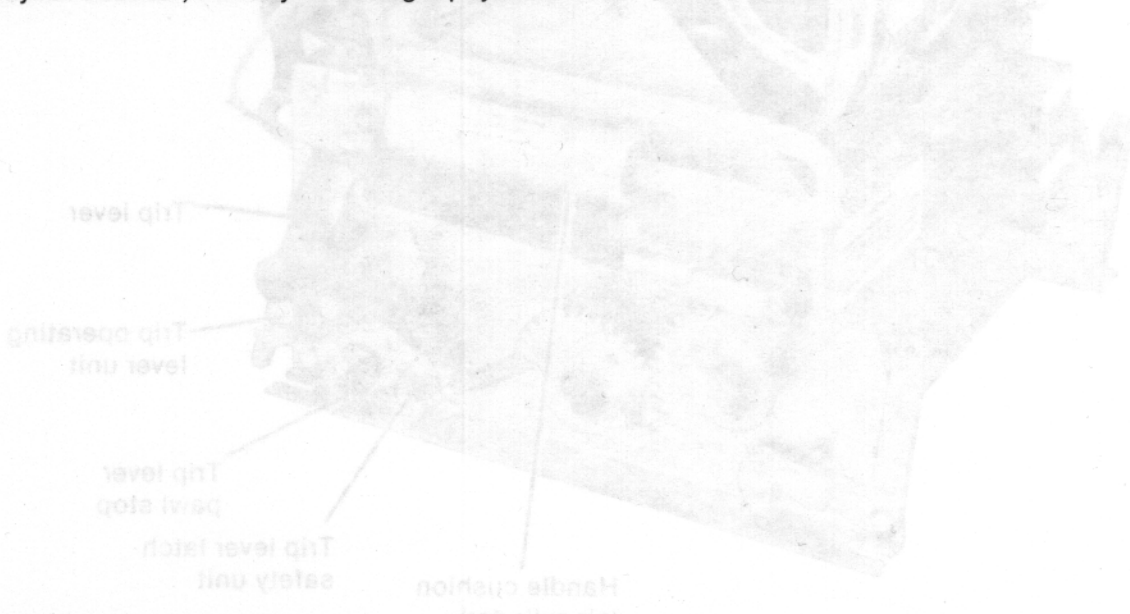 Trip lever
Trip operating
lever unit
Trip lever
pawl stop
Trip lever latch
safety unit
Handle cushion